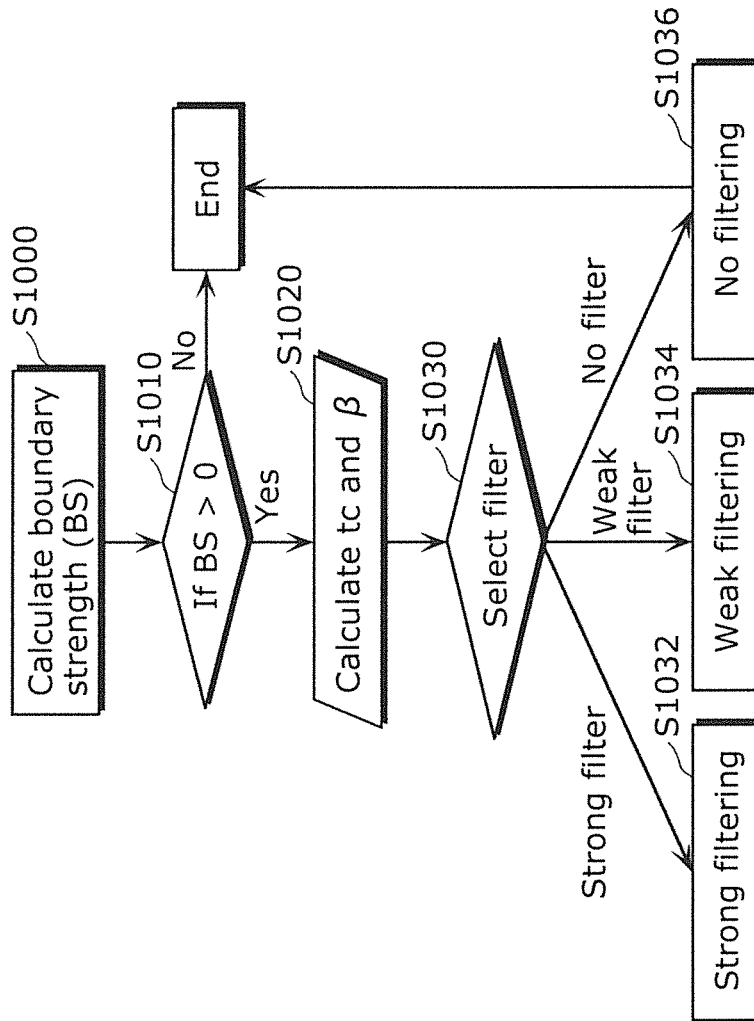 Calculate boundary
strength (BS)
S1000
If BS > 0
S1010
No
End
Yes
Calculate tc and β
S1020
Select filter
S1030
Strong filter
Weak
filter
No filter
Strong filtering
S1032
Weak filtering
S1034
No filtering
S1036